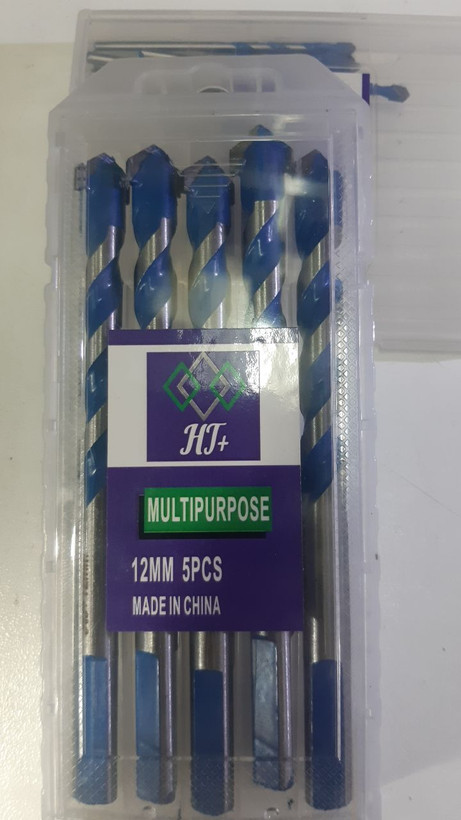 HT+
MULTIPURPOSE
12MM 5PCS
MADE IN CHINA